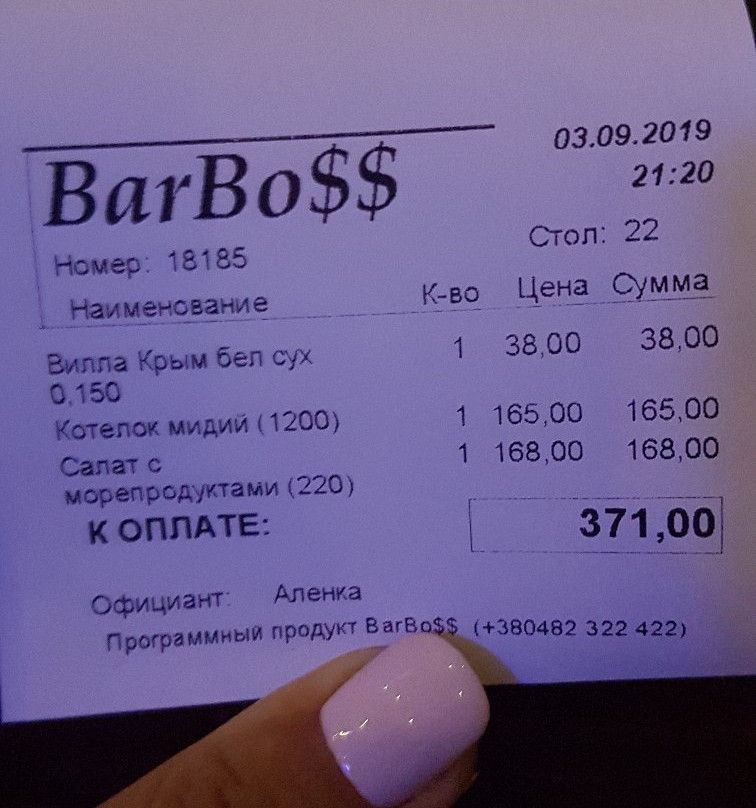 03.09.2019
BarBo$$ 21:20
Номер: 18185 Стол: 22
Наименование К-во Цена Сумма
Вилла Крым бел сух 1 38,00 38,00
0,150
Котелок мидий (1200) 1 165,00 165,00
Салат с 1 168,00 168,00
морепродуктами (220)
К ОПЛАТЕ: 371,00
Официант: Аленка
Программный продукт BarBo$$ (+380482 322 422)